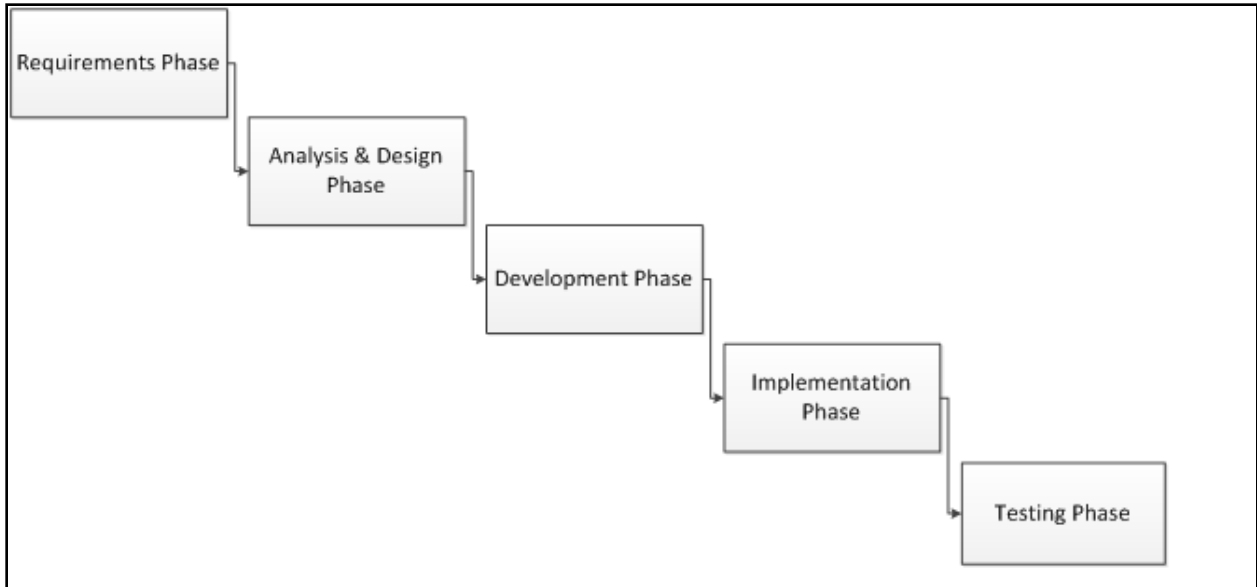 Requirements Phase
Analysis & Design
Phase
Development Phase
Implementation
Phase
Testing Phase